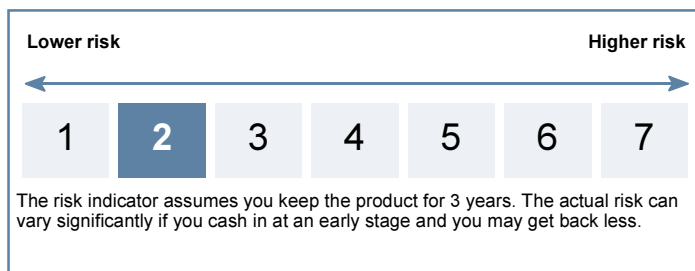 Lower risk Higher risk
1 2 3 4 5 6 7
The risk indicator assumes you keep the product for 3 years. The actual risk can
vary significantly if you cash in at an early stage and you may get back less.